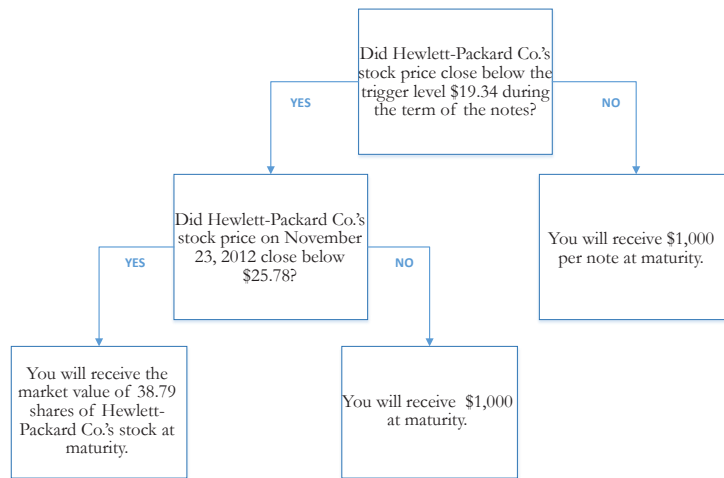 Did Hewlett-Packard Co.'s
stock price close below the
trigger level $19.34 during
the term of the notes?
YES
NO
Did Hewlett-Packard Co.'s
stock price on November
23, 2012 close below
$25.78?
You will receive $1,000
per note at maturity.
YES
NO
You will receive the
market value of 38.79
shares of Hewlett-
Packard Co.'s stock at
maturity.
You will receive $1,000
at maturity.